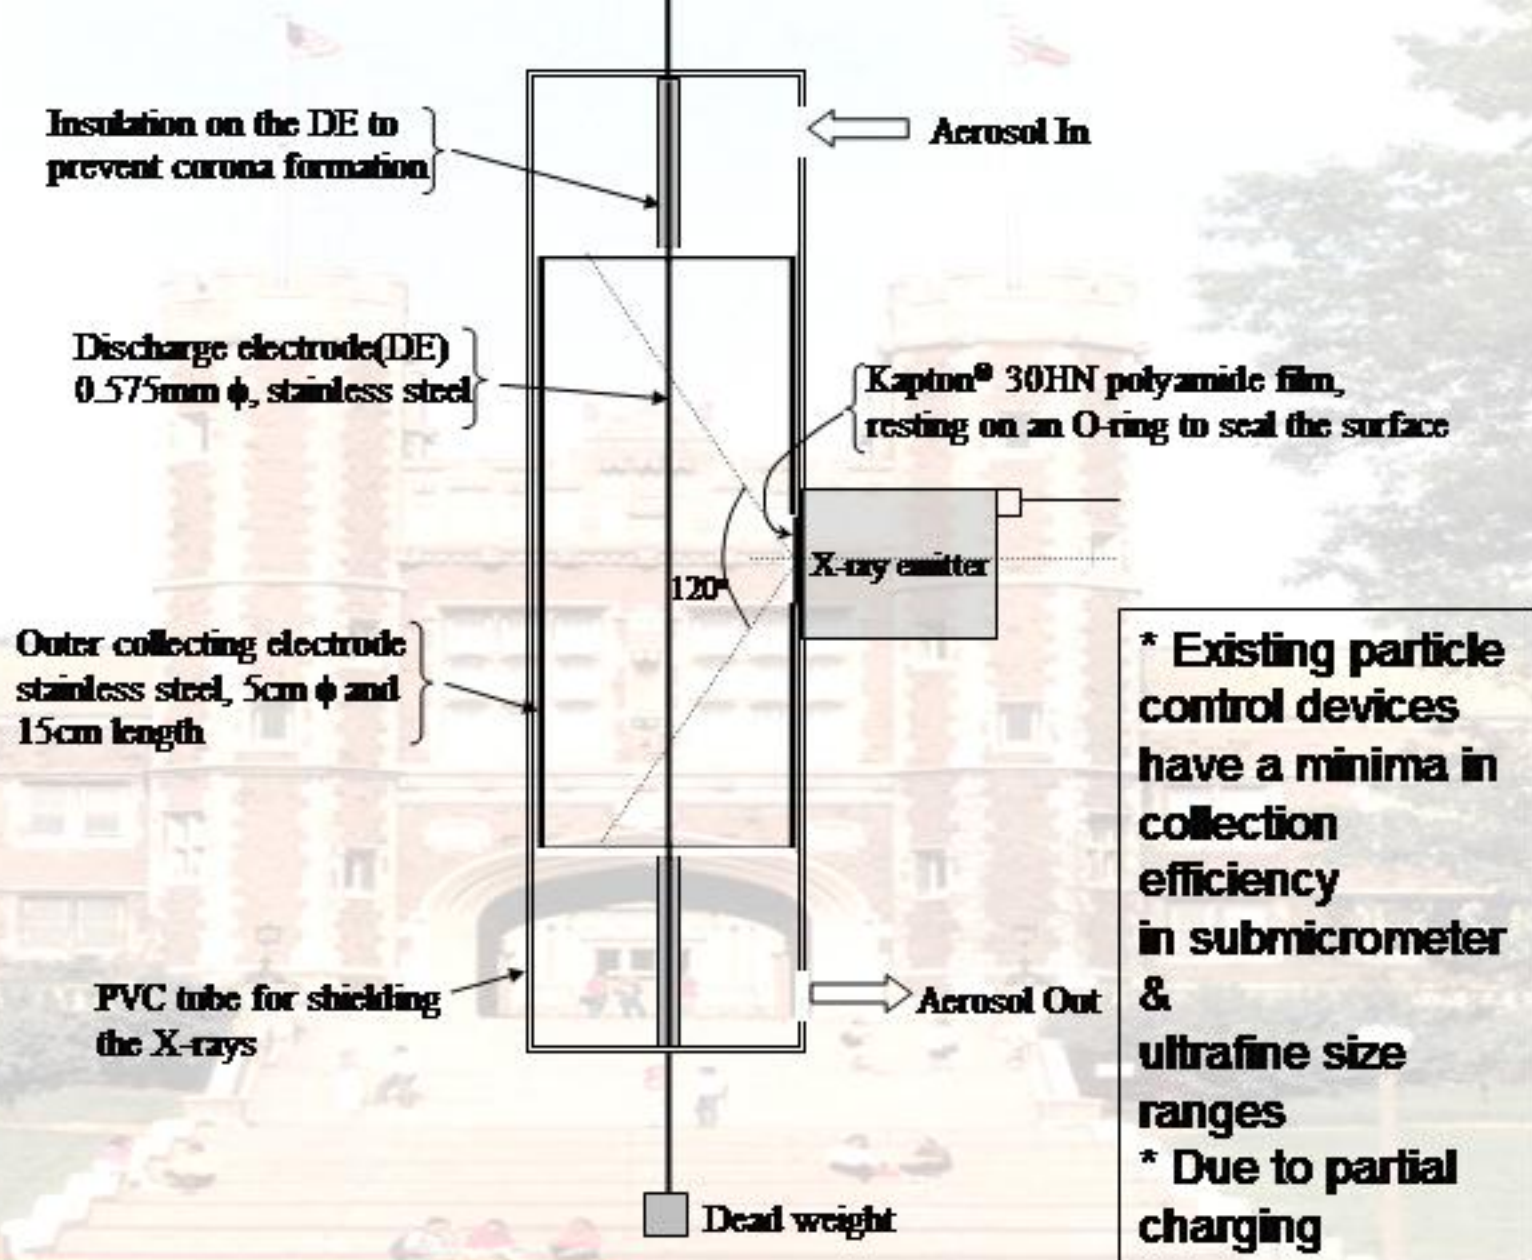 Insulation on the DE to
prevent corona formation
Aerosol In
Discharge electrode(DE)
0.575mm ϕ, stainless steel
Kapton® 30HN polyamide film,
resting on an O-ring to seal the surface
X-ray emitter
120°
Outer collecting electrode
stainless steel, 5cm ϕ and
15cm length
PVC tube for shielding
the X-rays
Aerosol Out
Dead weight
* Existing particle
control devices
have a minima in
collection
efficiency
in submicrometer
&
ultrafine size
ranges
* Due to partial
charging